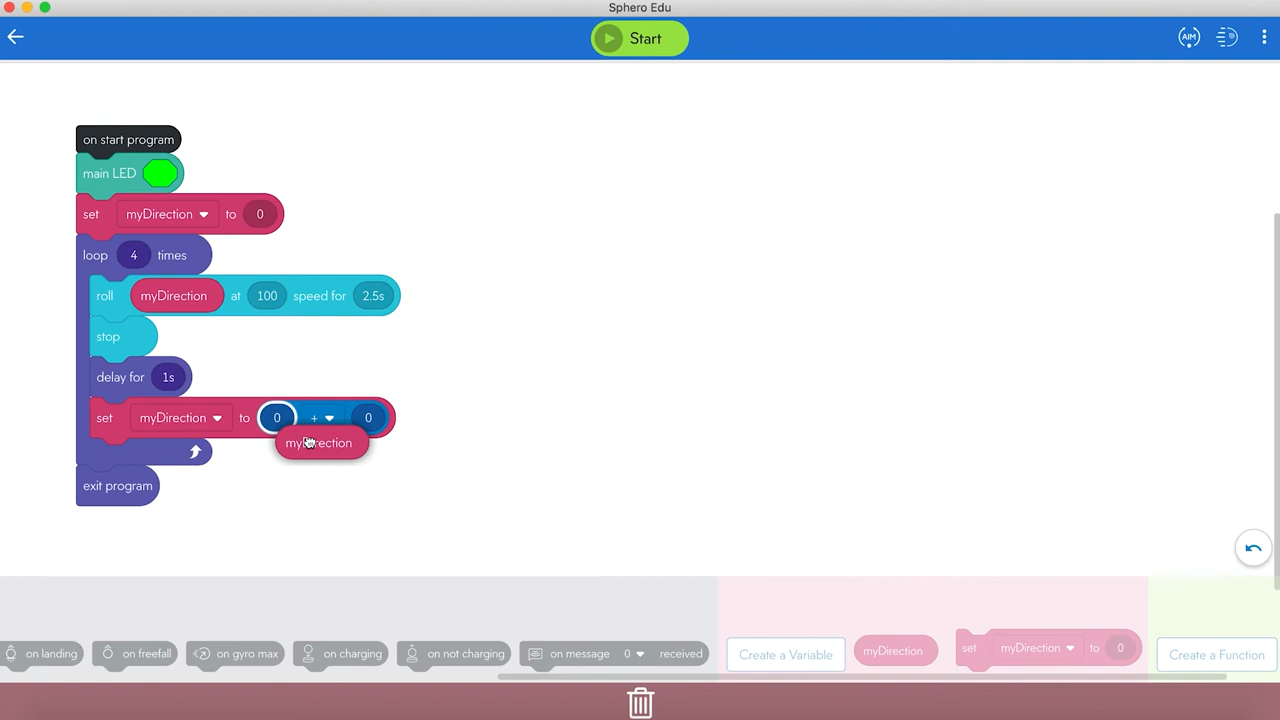 Sphero Edu
Start
AIM
on start program
main LED
set myDirection to 0
loop 4 times
roll myDirection at 100 speed for 2.5s
stop
delay for 1s
set myDirection to 0 + 0
myDirection
exit program
on landing on freefall on gyro max on charging on not charging on message 0 received Create a Variable myDirection set myDirection to 0 Create a Function